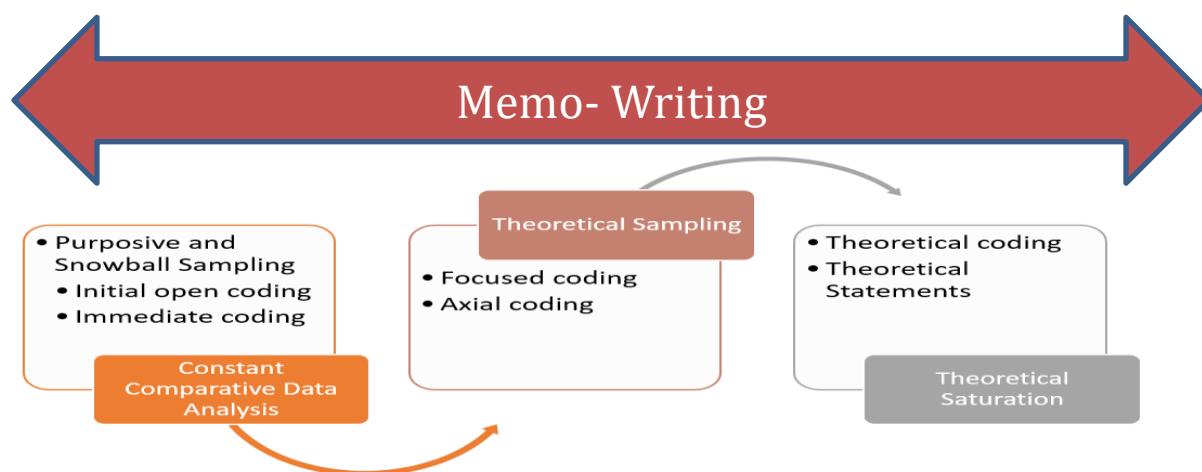 Memo- Writing
• Purposive and
Snowball Sampling
• Initial open coding
• Immediate coding
Constant
Comparative Data
Analysis
Theoretical Sampling
• Focused coding
• Axial coding
• Theoretical coding
• Theoretical
Statements
Theoretical
Saturation